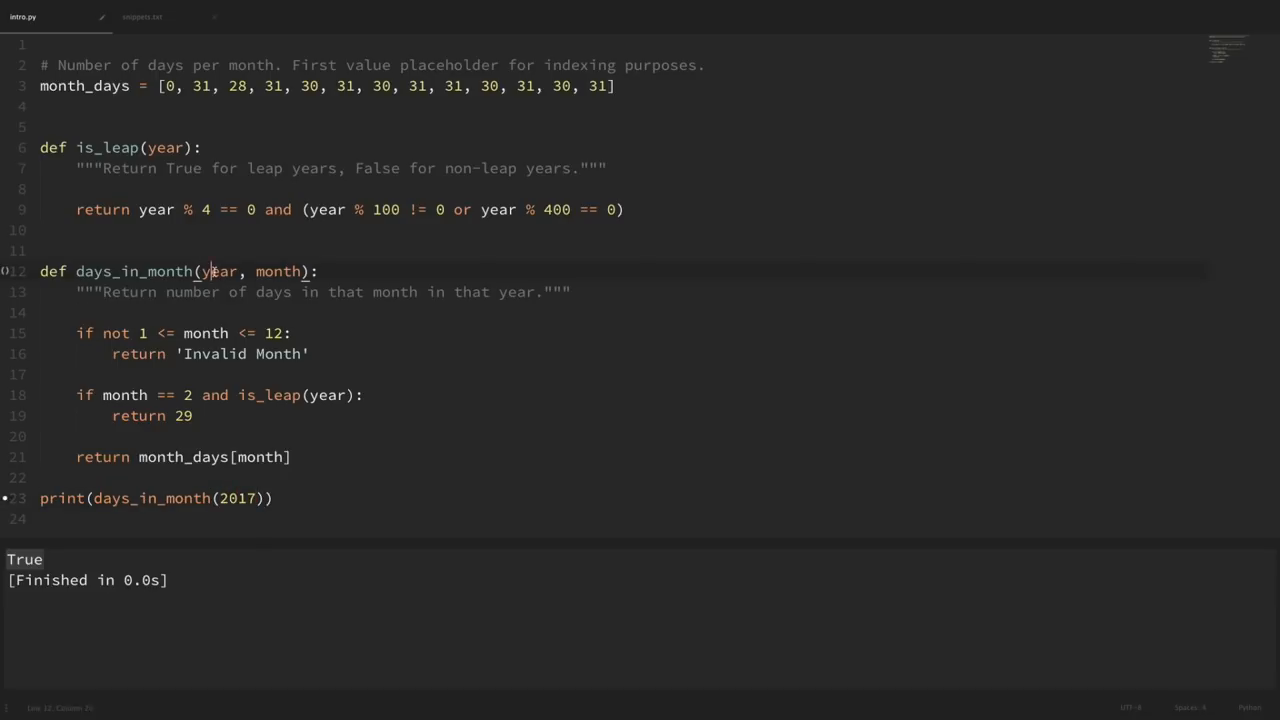 intro.py
snippets.txt
1
2 # Number of days per month. First value placeholder for indexing purposes.
3 month_days = [0, 31, 28, 31, 30, 31, 30, 31, 31, 30, 31, 30, 31]
4
5
6 def is_leap(year):
7 """Return True for leap years, False for non-leap years."""
8
9 return year % 4 == 0 and (year % 100 != 0 or year % 400 == 0)
10
11
12 def days_in_month(year, month):
13 """Return number of days in that month in that year."""
14
15 if not 1 <= month <= 12:
16 return 'Invalid Month'
17
18 if month == 2 and is_leap(year):
19 return 29
20
21 return month_days[month]
22
23 print(days_in_month(2017))
24
True
[Finished in 0.0s]
Line 12, Column
UTF-8 Spaces: 4 Python